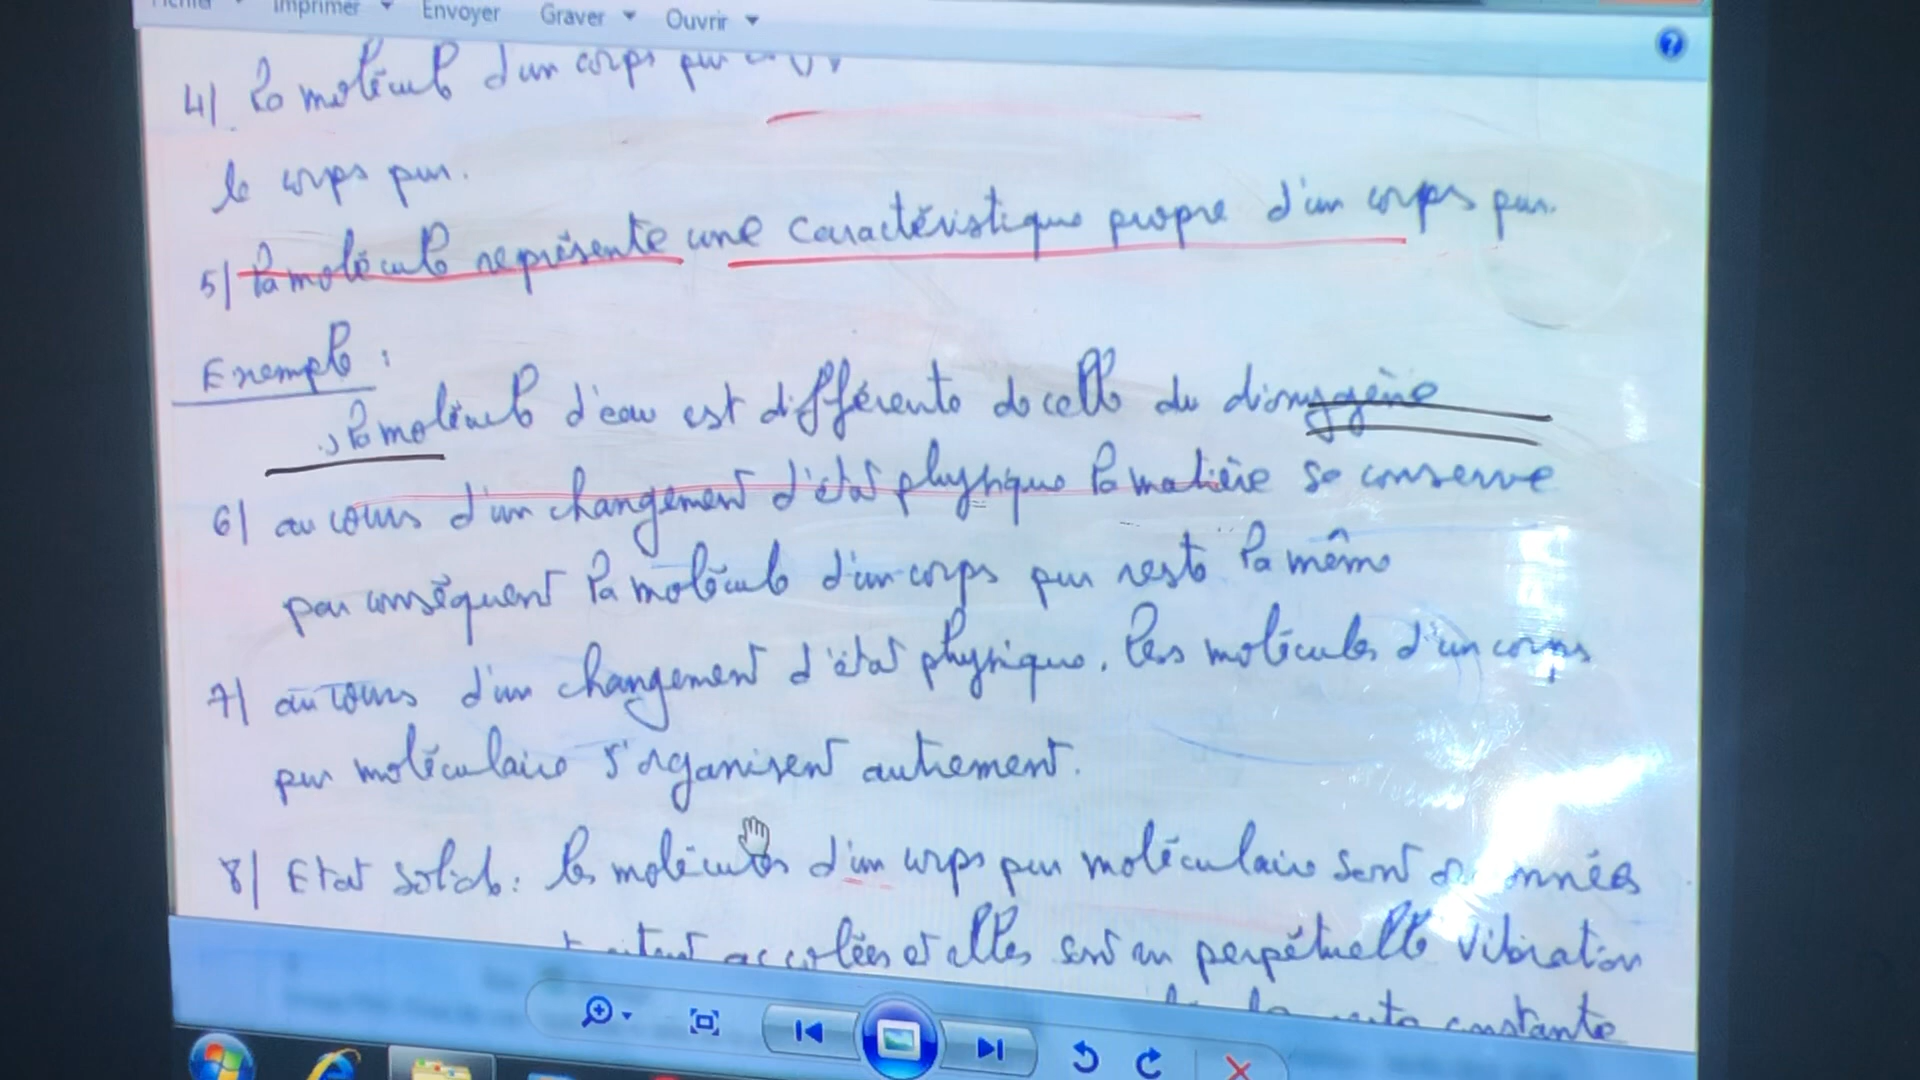 Imprimer Envoyer Graver Ouvrir
4) La molécule d'un corps pur
le corps pur.
5) La molécule représente une caractéristique propre d'un corps pur.
Exemple :
La molécule d'eau est différente de celle du dioxygène
6) au cours d'un changement d'état physique la matière se conserve
par conséquent la molécule d'un corps pur reste la même
7) au cours d'un changement d'état physique. les molécules d'un corps
pur moléculaire s'organisent autrement.
8) Etat solide : les molécules d'un corps pur moléculaire sont
accolées et elles sont en perpétuelle vibration
constante